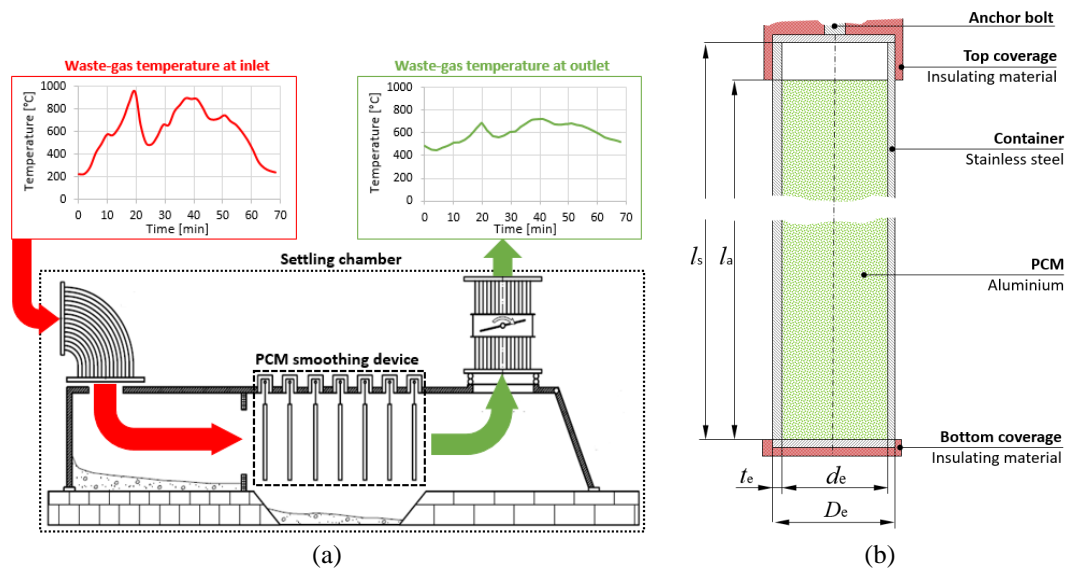 Waste-gas temperature at inlet
Temperature [°C]
1000
800
600
400
200
0
0 10 20 30 40 50 60 70
Time [min]
Waste-gas temperature at outlet
Temperature [°C]
1000
800
600
400
200
0
0 10 20 30 40 50 60 70
Time [min]
Settling chamber
PCM smoothing device
(a)
Anchor bolt
Top coverage
Insulating material
Container
Stainless steel
ls
la
PCM
Aluminium
Bottom coverage
Insulating material
te
de
De
(b)